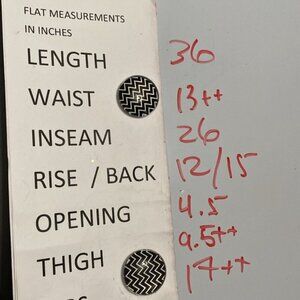 FLAT MEASUREMENTS
IN INCHES
LENGTH 36
WAIST 13++
INSEAM 26
RISE / BACK 12/15
OPENING 4.5
9.5++
THIGH 14++